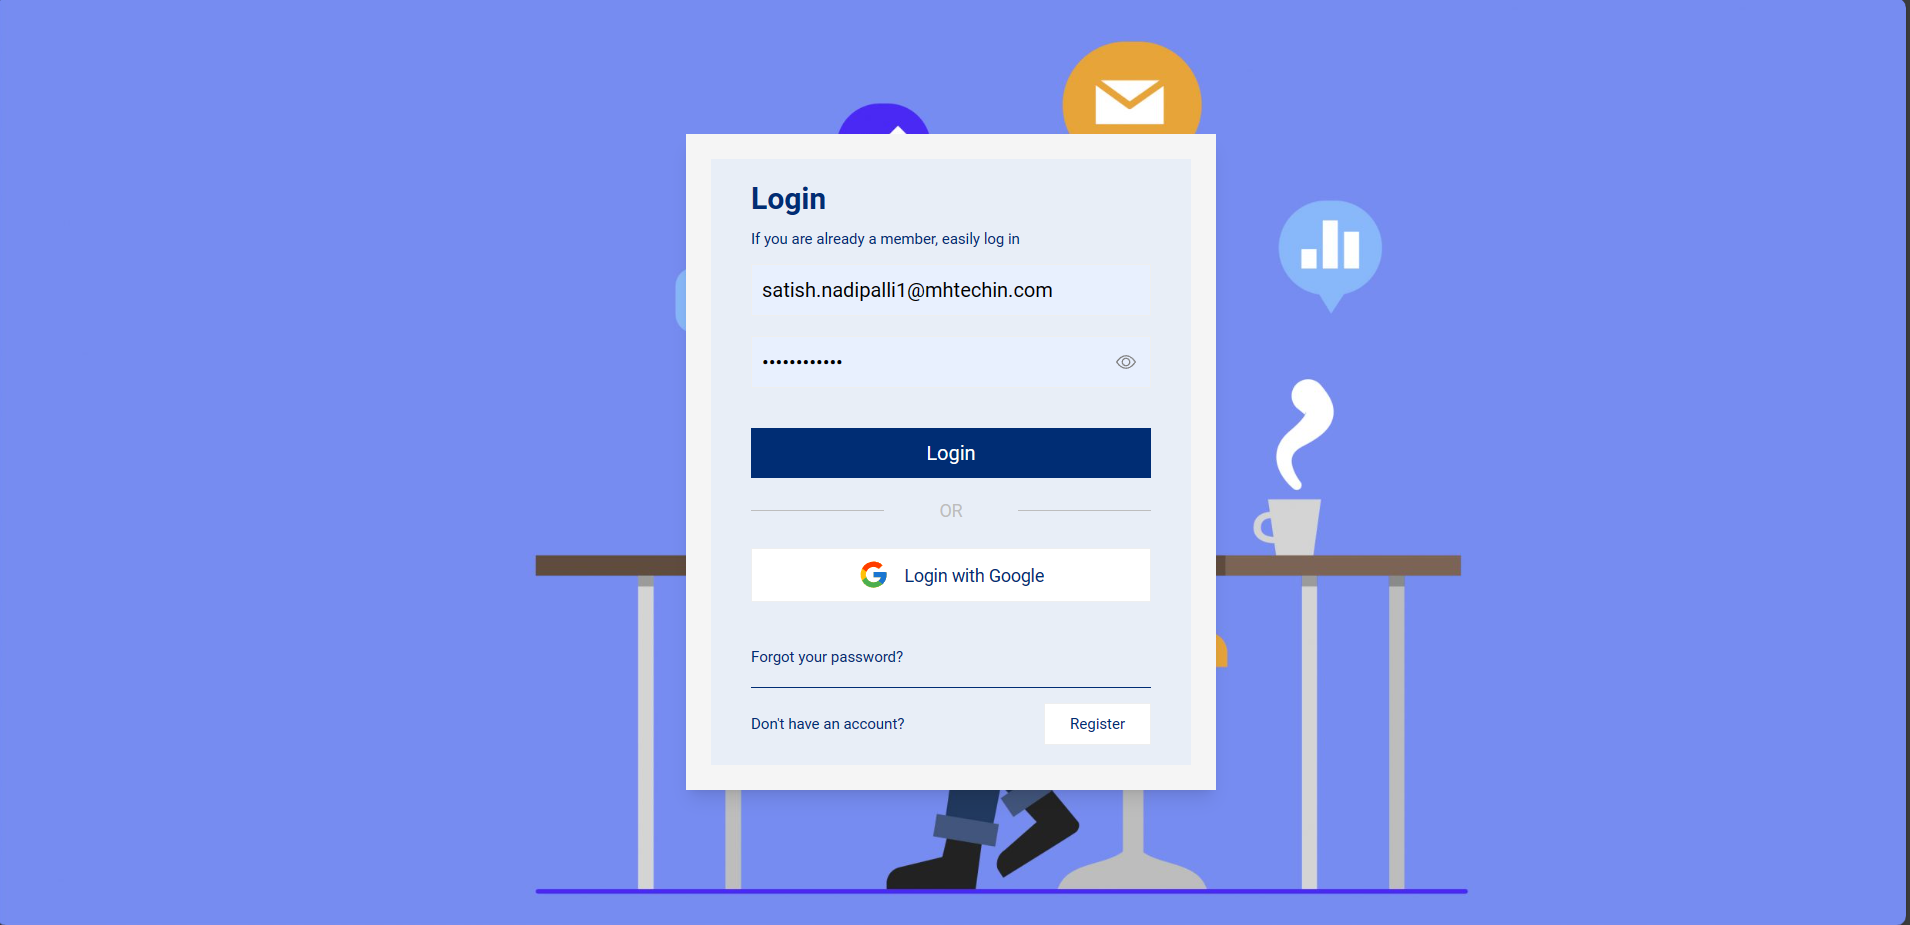 Login
If you are already a member, easily log in
satish.nadipalli1@mhtechin.com
••••••••••••
Login
OR
Login with Google
Forgot your password?
Don't have an account?
Register